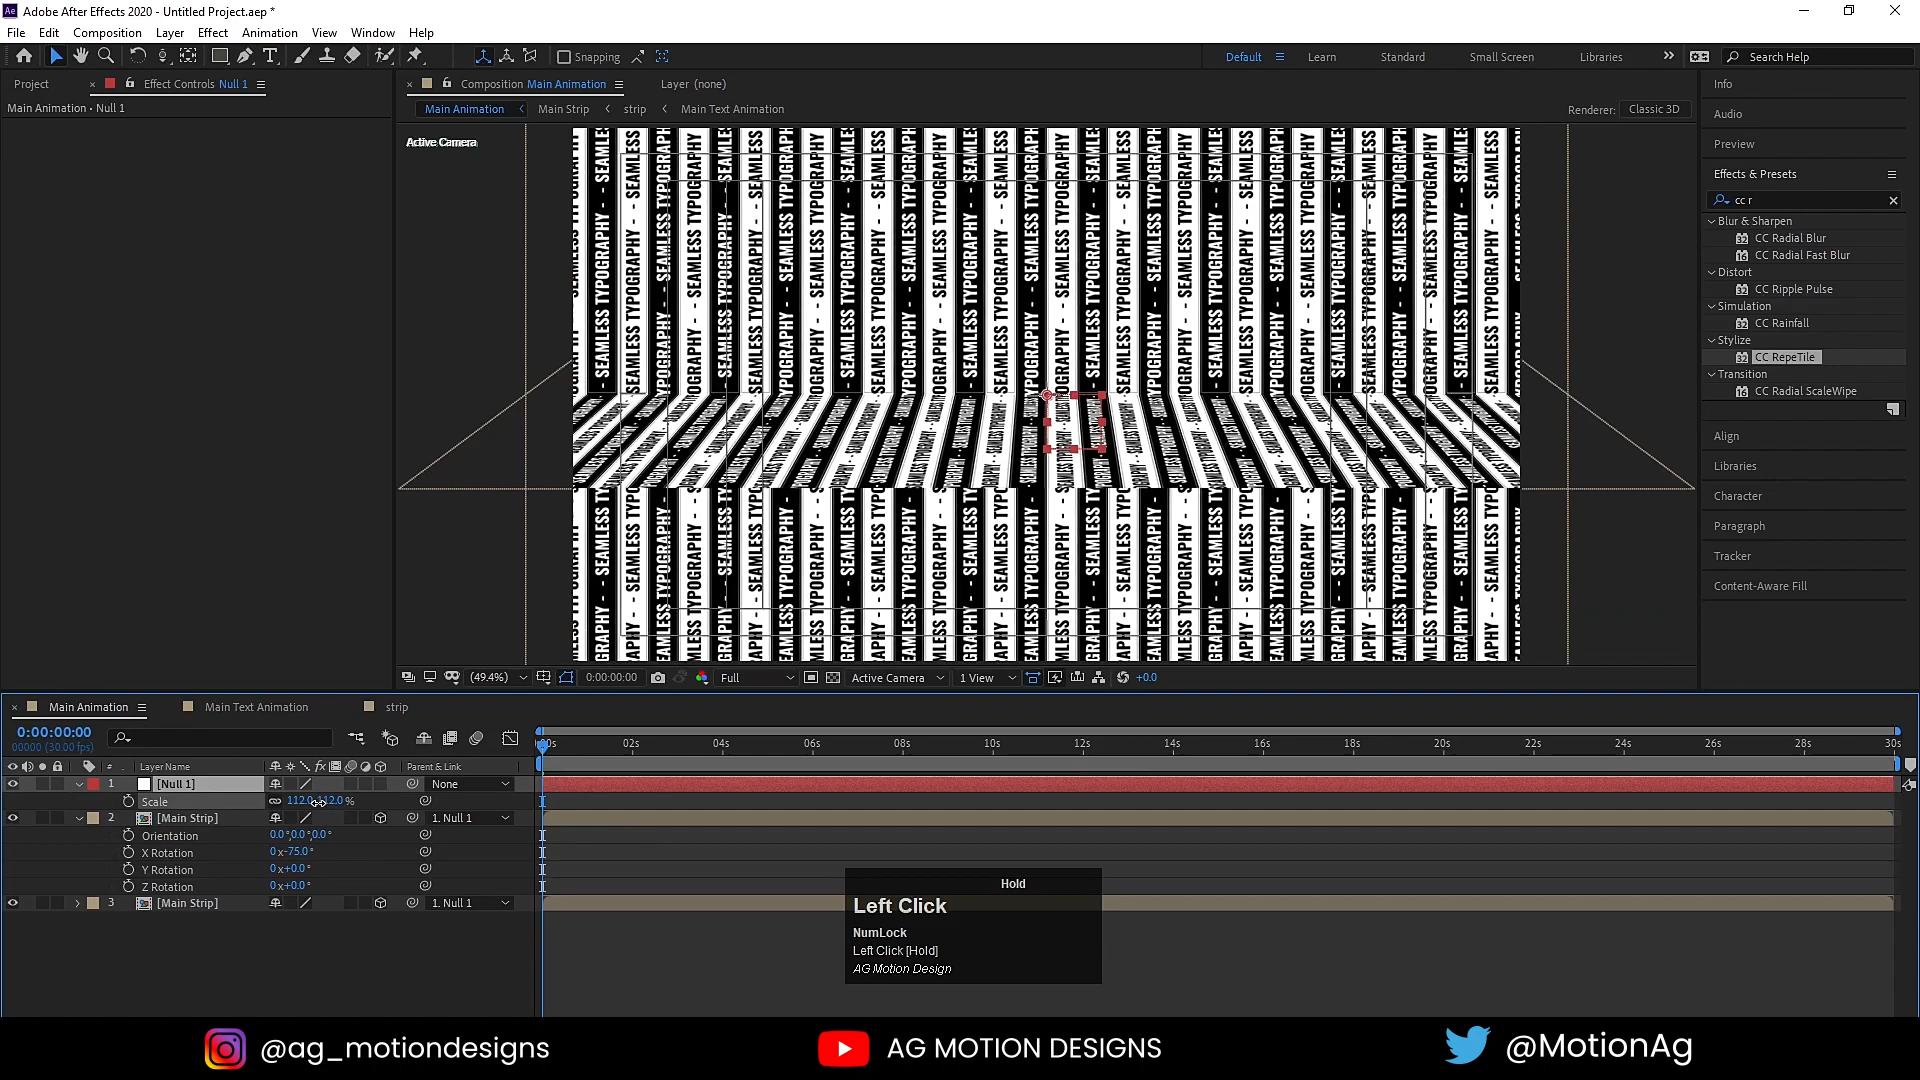 Adobe After Effects 2020 - Untitled Project.aep *
File Edit Composition Layer Effect Animation View Window Help
Snapping
Default Learn Standard Small Screen Libraries
Search Help
Project
Effect Controls Null 1
Main Animation • Null 1
Composition Main Animation
Layer (none)
Main Animation Main Strip strip Main Text Animation
Renderer: Classic 3D
Active Camera
SEAMLESS TYPOGRAPHY - - SEAMLESS TYPOGRAPHY
(49.4%) 0:00:00:00 Full Active Camera 1 View +0.0
Info
Audio
Preview
Effects & Presets
cc r
Blur & Sharpen
CC Radial Blur
CC Radial Fast Blur
Distort
CC Ripple Pulse
Simulation
CC Rainfall
Stylize
CC RepeTile
Transition
CC Radial ScaleWipe
Align
Libraries
Character
Paragraph
Tracker
Content-Aware Fill
Main Animation Main Text Animation strip
0:00:00:00
00000 (30.00 fps)
02s 04s 06s 08s 10s 12s 14s 16s 18s 20s 22s 24s 26s 28s 30s
# Layer Name Parent & Link
1 [Null 1] None
Scale 112.0, 112.0 %
2 [Main Strip] 1. Null 1
Orientation 0.0°,0.0°,0.0°
X Rotation 0x-75.0°
Y Rotation 0x+0.0°
Z Rotation 0x+0.0°
3 [Main Strip] 1. Null 1
Hold
Left Click
NumLock
Left Click [Hold]
AG Motion Design
@ag_motiondesigns
AG MOTION DESIGNS
@MotionAg